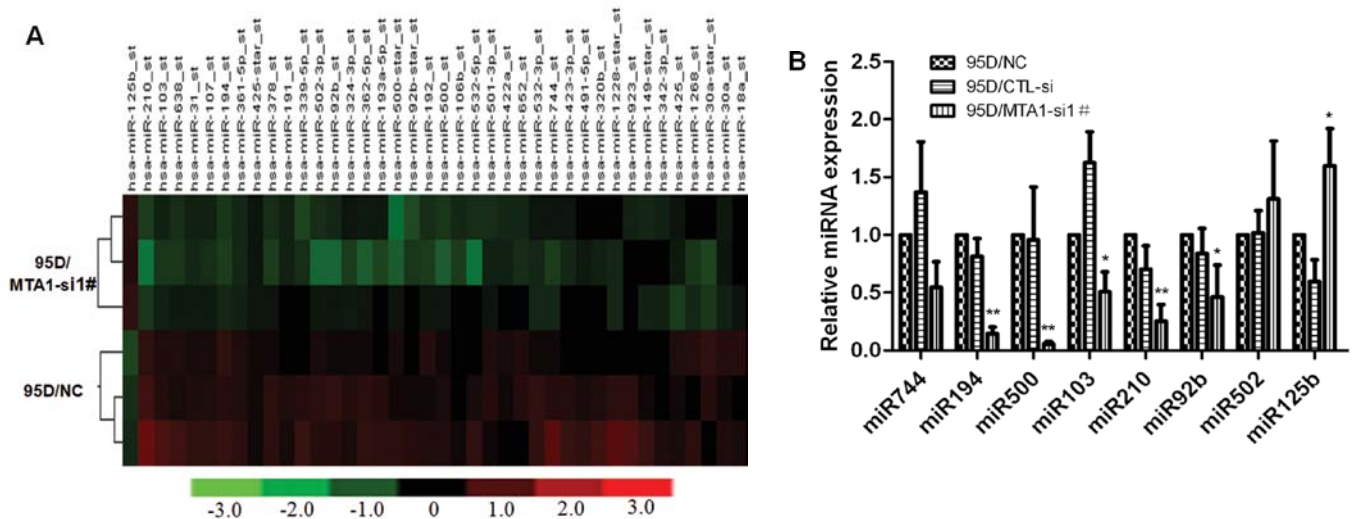 A
hsa-miR-125b_st
hsa-miR-210_st
hsa-miR-103_st
hsa-miR-638_st
hsa-miR-31_st
hsa-miR-107_st
hsa-miR-194_st
hsa-miR-361-5p_st
hsa-miR-425-star_st
hsa-miR-378_st
hsa-miR-191_st
hsa-miR-339-5p_st
hsa-miR-502-3p_st
hsa-miR-92b_st
hsa-miR-324-3p_st
hsa-miR-362-5p_st
hsa-miR-193a-5p_st
hsa-miR-500-star_st
hsa-miR-92b-star_st
hsa-miR-192_st
hsa-miR-500_st
hsa-miR-106b_st
hsa-miR-532-5p_st
hsa-miR-501-3p_st
hsa-miR-422a_st
hsa-miR-652_st
hsa-miR-532-3p_st
hsa-miR-744_st
hsa-miR-423-3p_st
hsa-miR-491-5p_st
hsa-miR-320b_st
hsa-miR-1228-star_st
hsa-miR-923_st
hsa-miR-149-star_st
hsa-miR-342-3p_st
hsa-miR-425_st
hsa-miR-1268_st
hsa-miR-30a-star_st
hsa-miR-30a_st
hsa-miR-18a_st
95D/
MTA1-si1#
95D/NC
-3.0 -2.0 -1.0 0 1.0 2.0 3.0
B
95D/NC
95D/CTL-si
95D/MTA1-si1#
Relative miRNA expression
2.5
2.0
1.5
1.0
0.5
0.0
** ** * ** * *
miR744 miR194 miR500 miR103 miR210 miR92b miR502 miR125b